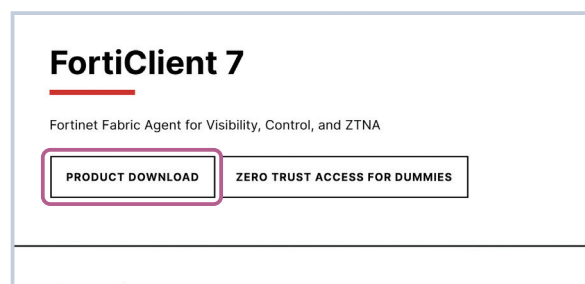 FortiClient 7
Fortinet Fabric Agent for Visibility, Control, and ZTNA
PRODUCT DOWNLOAD
ZERO TRUST ACCESS FOR DUMMIES